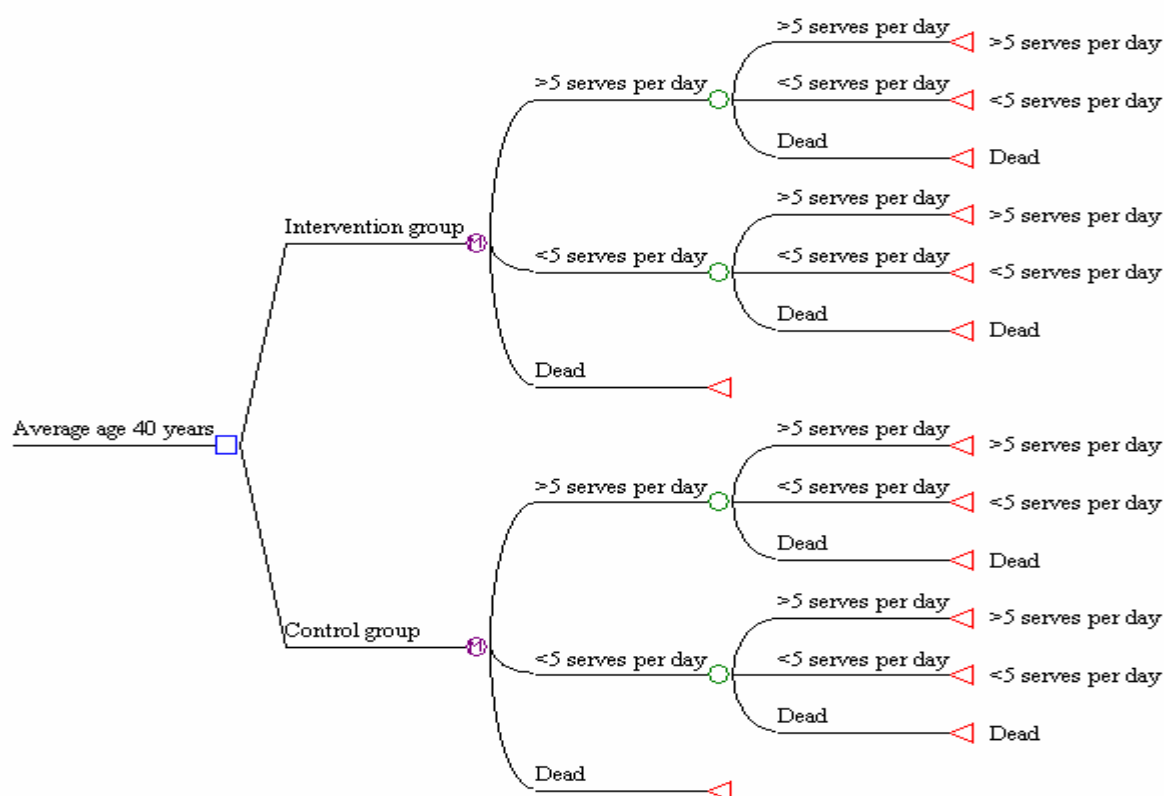 >5 serves per day
>5 serves per day
>5 serves per day
<5 serves per day
<5 serves per day
Dead
Dead
Intervention group
M
>5 serves per day
>5 serves per day
<5 serves per day
<5 serves per day
<5 serves per day
Dead
Dead
Dead
Average age 40 years
>5 serves per day
>5 serves per day
>5 serves per day
<5 serves per day
<5 serves per day
Dead
Dead
Control group
M
>5 serves per day
>5 serves per day
<5 serves per day
<5 serves per day
<5 serves per day
Dead
Dead
Dead